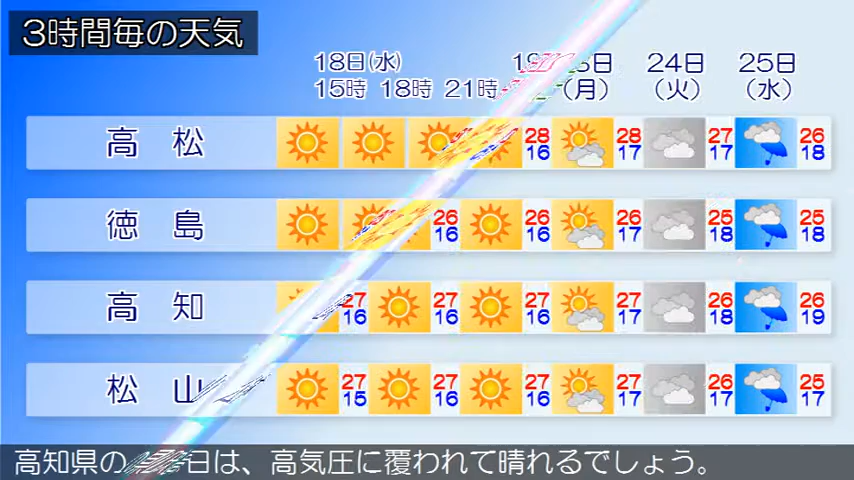 3時間毎の天気
18日(水) 日 24日 25日
15時 18時 21時 (月) (火) (水)
高松 28 28 27 26
16 17 17 18
徳島 26 26 26 25 25
16 16 17 18 18
高知 27 27 27 27 26 26
16 16 16 17 18 19
松山 27 27 27 27 26 25
15 16 16 17 17 17
高知県の 日は、高気圧に覆われて晴れるでしょう。